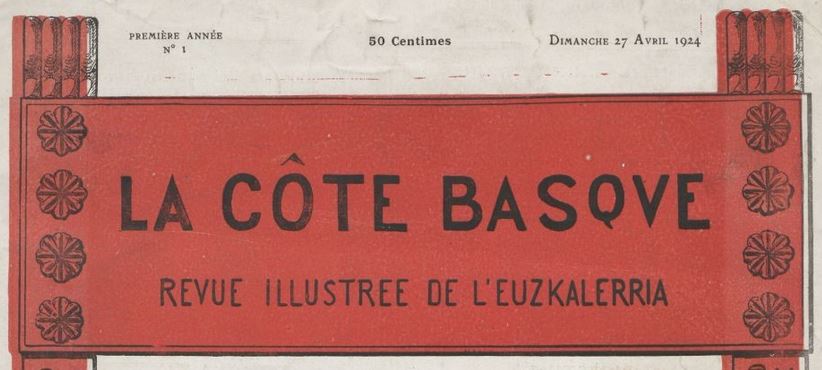 PREMIÈRE ANNÉE
N° 1
50 Centimes
DIMANCHE 27 AVRIL 1924
LA CÔTE BASQVE
REVUE ILLUSTREE DE L'EUZKALERRIA